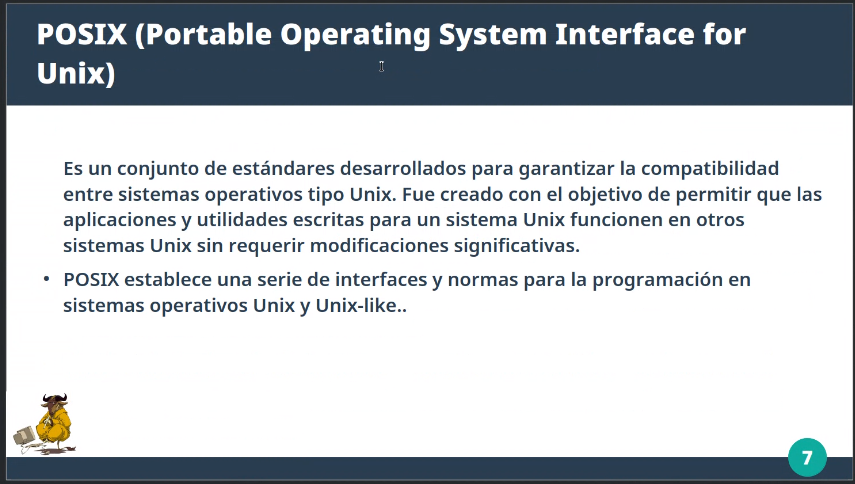 POSIX (Portable Operating System Interface for
Unix)
Es un conjunto de estándares desarrollados para garantizar la compatibilidad
entre sistemas operativos tipo Unix. Fue creado con el objetivo de permitir que las
aplicaciones y utilidades escritas para un sistema Unix funcionen en otros
sistemas Unix sin requerir modificaciones significativas.
• POSIX establece una serie de interfaces y normas para la programación en
sistemas operativos Unix y Unix-like..
7